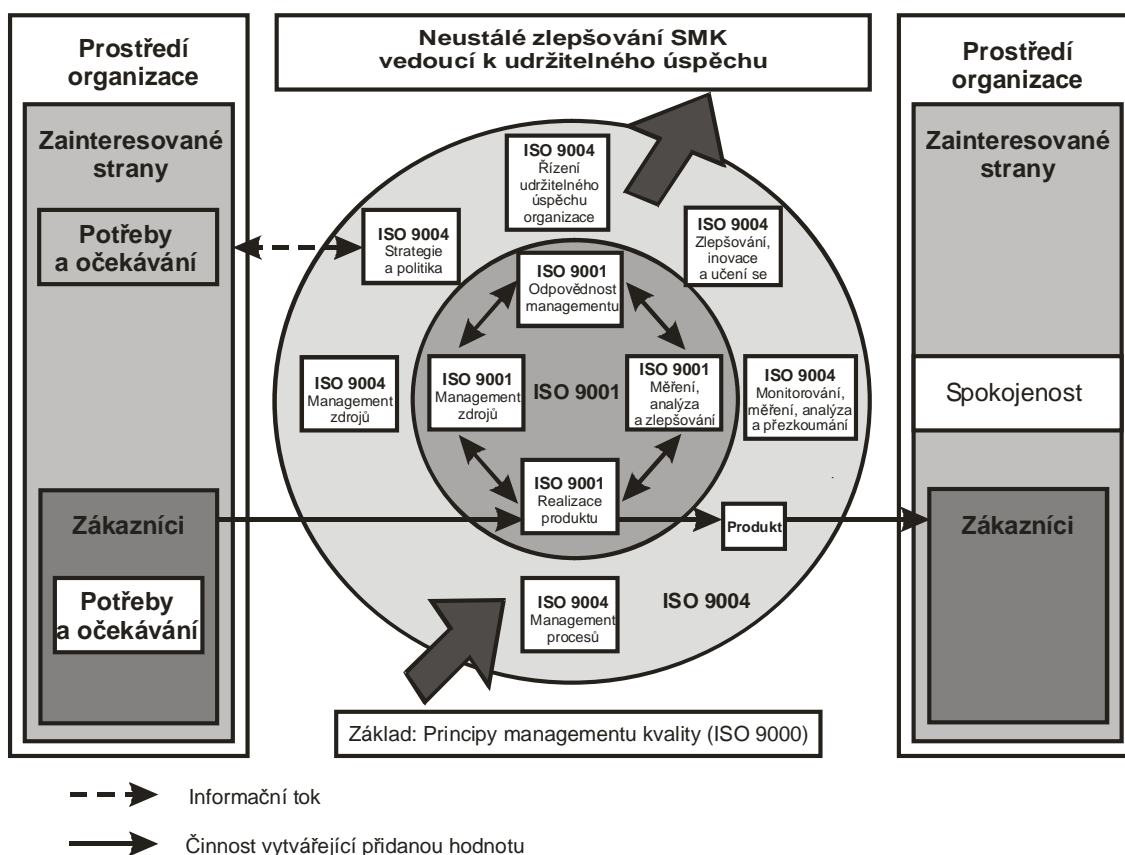 Prostředí
organizace
Zainteresované
strany
Potřeby
a očekávání
Zákazníci
Potřeby
a očekávání
Neustálé zlepšování SMK
vedoucí k udržitelného úspěchu
ISO 9004
Řízení
udržitelného
úspěchu
organizace
ISO 9004
Strategie
a politika
ISO 9004
Zlepšování,
inovace
a učení se
ISO 9001
Odpovědnost
managementu
ISO 9004
Management
zdrojů
ISO 9001
Management
zdrojů
ISO 9001
ISO 9001
Měření,
analýza
a zlepšování
ISO 9004
Monitorování,
měření, analýza
a přezkoumání
ISO 9001
Realizace
produktu
Produkt
ISO 9004
Management
procesů
ISO 9004
Základ: Principy managementu kvality (ISO 9000)
Prostředí
organizace
Zainteresované
strany
Spokojenost
Zákazníci
Informační tok
Činnost vytvářející přidanou hodnotu